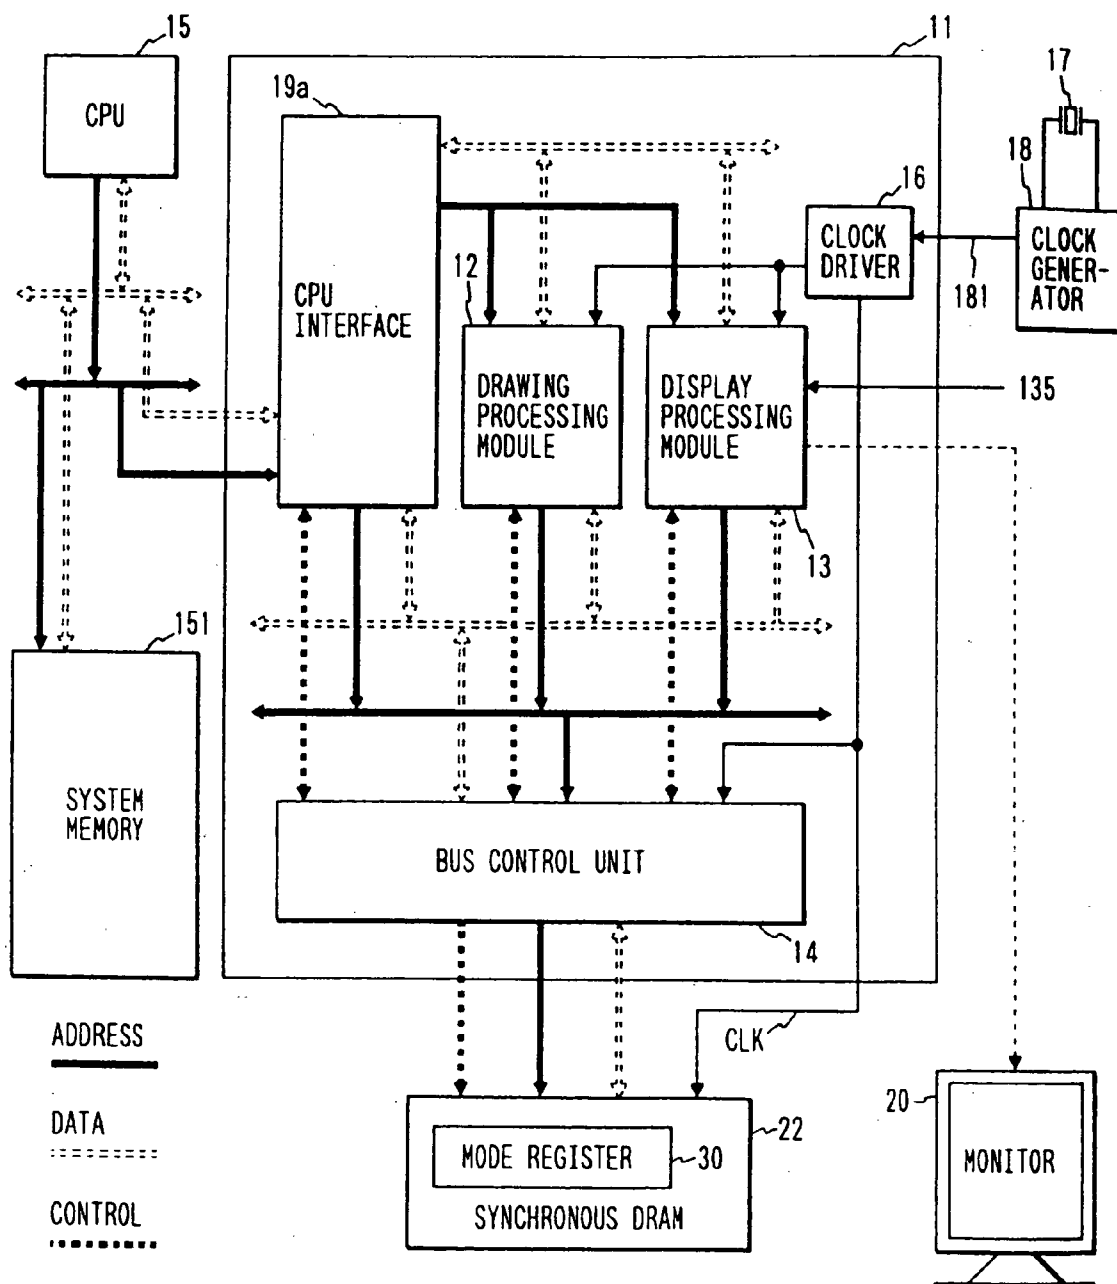 15
CPU
11
19a
CPU
INTERFACE
17
18
16
CLOCK
DRIVER
CLOCK
GENER-
ATOR
181
12
DRAWING
PROCESSING
MODULE
DISPLAY
PROCESSING
MODULE
135
13
151
SYSTEM
MEMORY
BUS CONTROL UNIT
14
CLK
ADDRESS
DATA
CONTROL
22
MODE REGISTER
30
SYNCHRONOUS DRAM
20
MONITOR